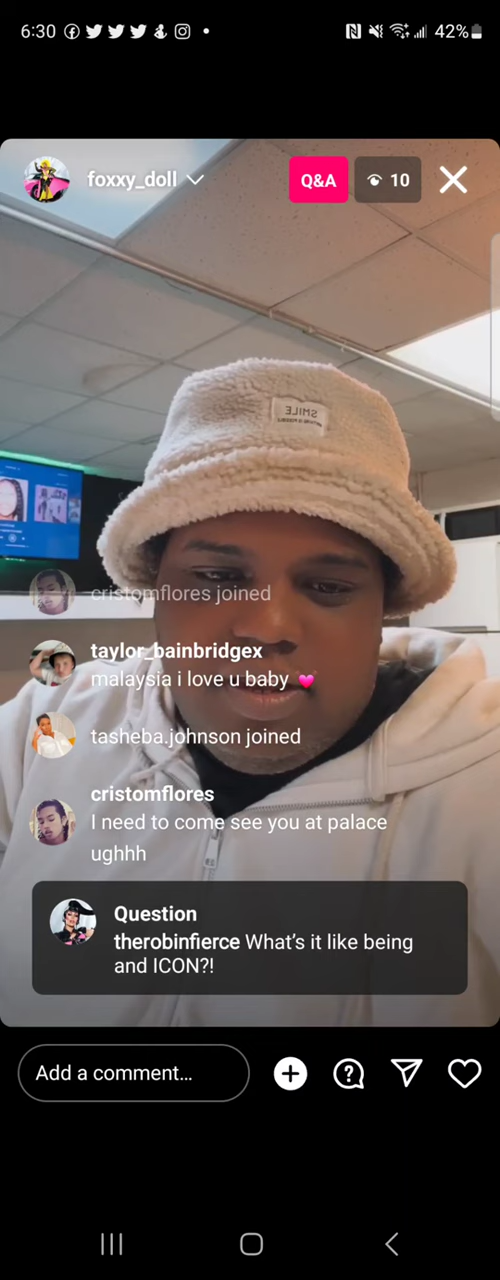 6:30 42%
foxxy_doll Q&A 10
SMILE
cristomflores joined
taylor_bainbridgex
malaysia i love u baby 💗
tasheba.johnson joined
cristomflores
I need to come see you at palace
ughhh
Question
therobinfierce What's it like being
and ICON?!
Add a comment...